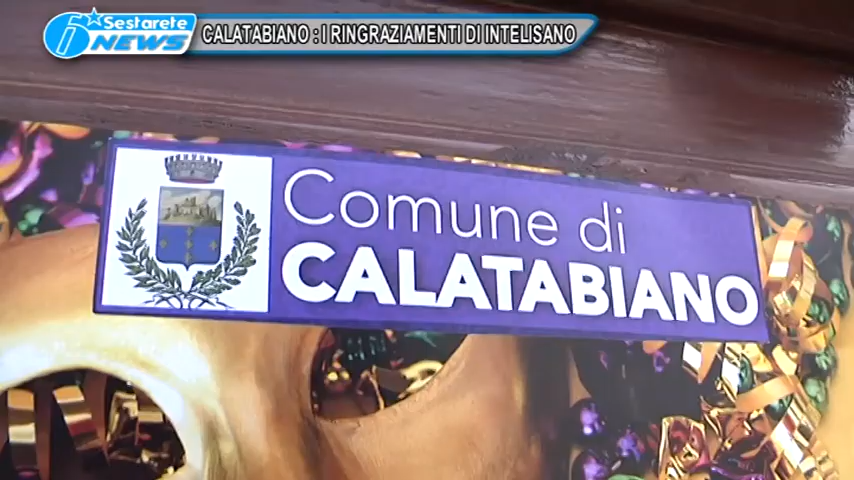 6 Sestarete NEWS
CALATABIANO : I RINGRAZIAMENTI DI INTELISANO
Comune di
CALATABIANO